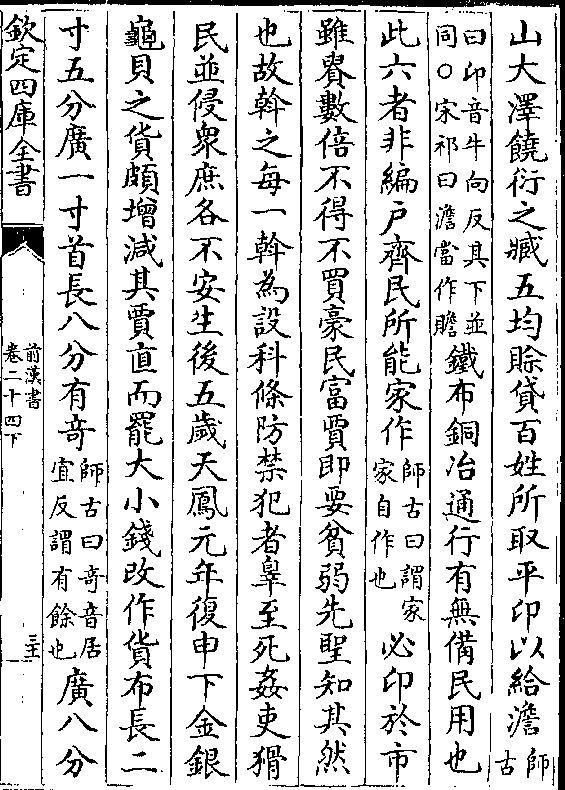 山大澤饒衍之臧五均賒貸百姓所取平卬以給澹師古
曰卬音牛向反其下並同○宋祁曰澹當作贍鐵布銅冶通行有無備民用也
此六者非編戶齊民所能家作師古曰謂家家自作也必卬於市
雖貴數倍不得不買豪民富賈即要貧弱先聖知其然
也故斡之每一斡為設科條防禁犯者辠至死姦吏猾
民並侵衆庶各不安生後五歲天鳳元年復申下金銀
龜貝之貨頗增減其賈直而罷大小錢改作貨布長二
寸五分廣一寸首長八分有竒師古曰竒音居宜反謂有餘也廣八分
欽定四庫全書
前漢書
卷二十四下